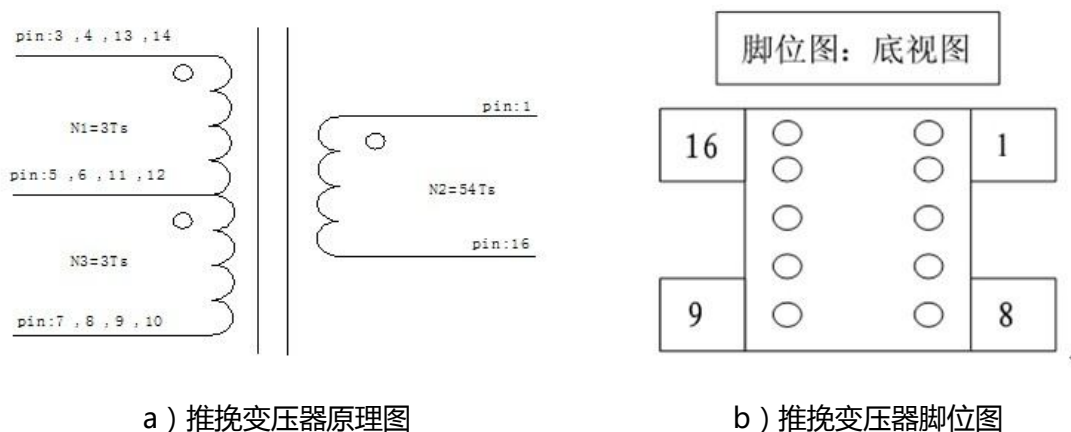 pin:3 ,4 ,13 ,14
N1=3Ts
pin:5 ,6 ,11 ,12
N3=3Ts
pin:7 ,8 ,9 ,10
pin:1
N2=54Ts
pin:16
a）推挽变压器原理图
脚位图：底视图
16
1
9
8
b）推挽变压器脚位图